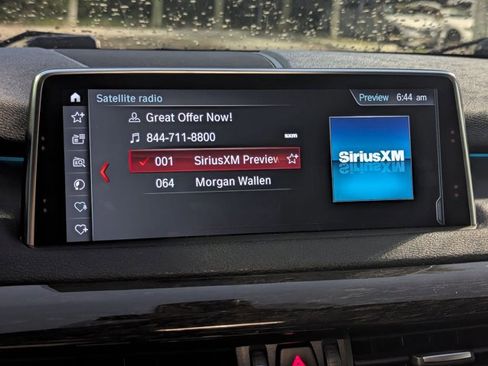 Satellite radio
Preview 6:44 am
Great Offer Now!
844-711-8800
sxm
001 SiriusXM Preview
064 Morgan Wallen
SiriusXM